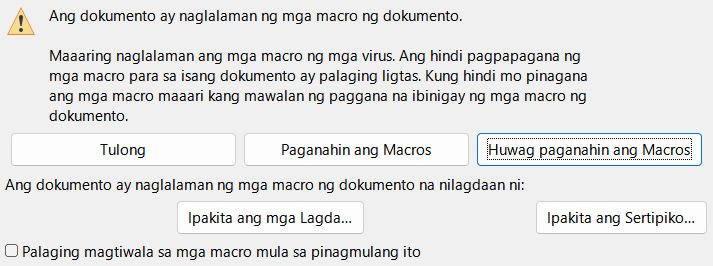 Ang dokumento ay naglalaman ng mga macro ng dokumento.
Maaaring naglalaman ang mga macro ng mga virus. Ang hindi pagpapagana ng
mga macro para sa isang dokumento ay palaging ligtas. Kung hindi mo pinagana
ang mga macro maaari kang mawalan ng paggana na ibinigay ng mga macro ng
dokumento.
Tulong
Paganahin ang Macros
Huwag paganahin ang Macros
Ang dokumento ay naglalaman ng mga macro ng dokumento na nilagdaan ni:
Ipakita ang mga Lagda...
Ipakita ang Sertipiko...
Palaging magtiwala sa mga macro mula sa pinagmulang ito